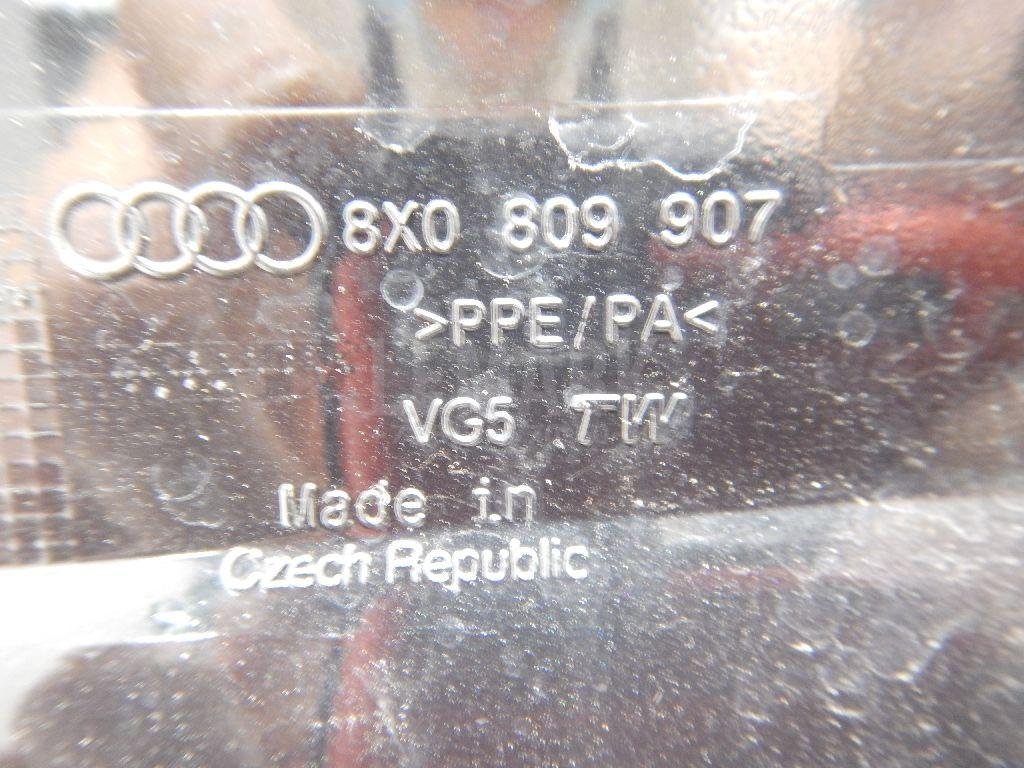 8X0 809 907
>PPE/PA<
VG5 TW
Made in
Czech Republic